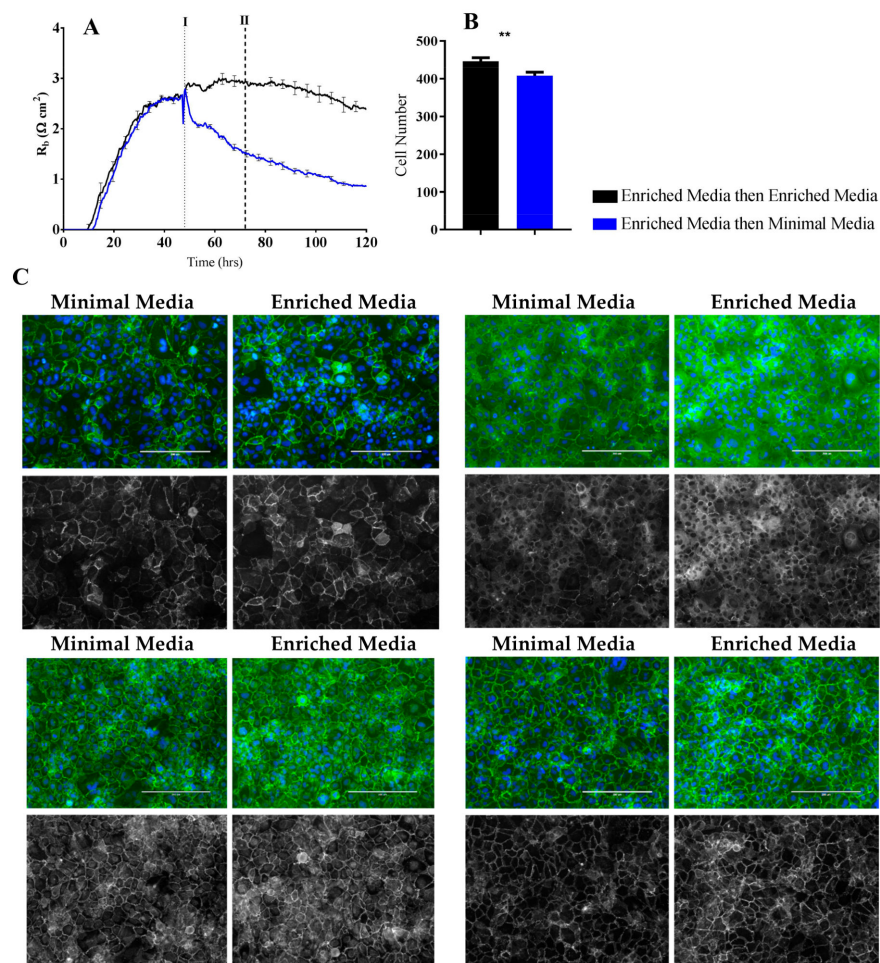 A
I
II
4
3
2
1
0
R_b (Ω cm²)
0
20
40
60
80
100
120
Time (hrs)
B
**
500
400
300
200
100
0
Cell Number
Enriched Media then Enriched Media
Enriched Media then Minimal Media
C
Minimal Media
Enriched Media
Minimal Media
Enriched Media
Minimal Media
Enriched Media
Minimal Media
Enriched Media